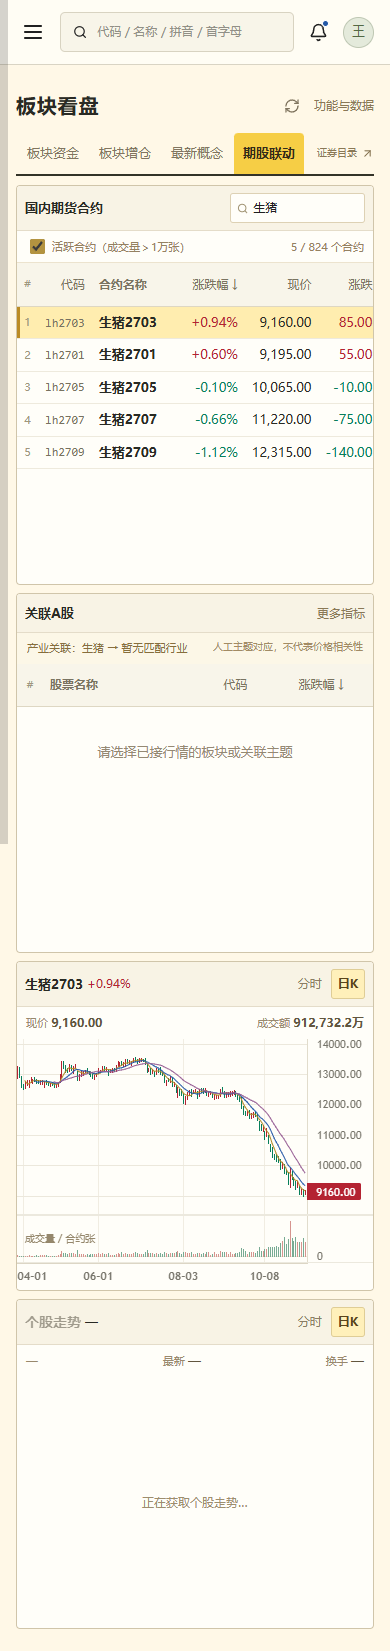 代码 / 名称 / 拼音 / 首字母
王
板块看盘
功能与数据
板块资金 板块增仓 最新概念 期股联动 证券目录 ↗
国内期货合约 生猪
活跃合约（成交量 > 1万张） 5 / 824 个合约
# 代码 合约名称 涨跌幅↓ 现价 涨跌
1 lh2703 生猪2703 +0.94% 9,160.00 85.00
2 lh2701 生猪2701 +0.60% 9,195.00 55.00
3 lh2705 生猪2705 -0.10% 10,065.00 -10.00
4 lh2707 生猪2707 -0.66% 11,220.00 -75.00
5 lh2709 生猪2709 -1.12% 12,315.00 -140.00
关联A股 更多指标
产业关联：生猪 → 暂无匹配行业 人工主题对应，不代表价格相关性
# 股票名称 代码 涨跌幅↓
请选择已接行情的板块或关联主题
生猪2703 +0.94% 分时 日K
现价 9,160.00 成交额 912,732.2万
14000.00
13000.00
12000.00
11000.00
10000.00
9160.00
成交量 / 合约张
0
04-01 06-01 08-03 10-08
个股走势 — 分时 日K
— 最新 — 换手 —
正在获取个股走势...